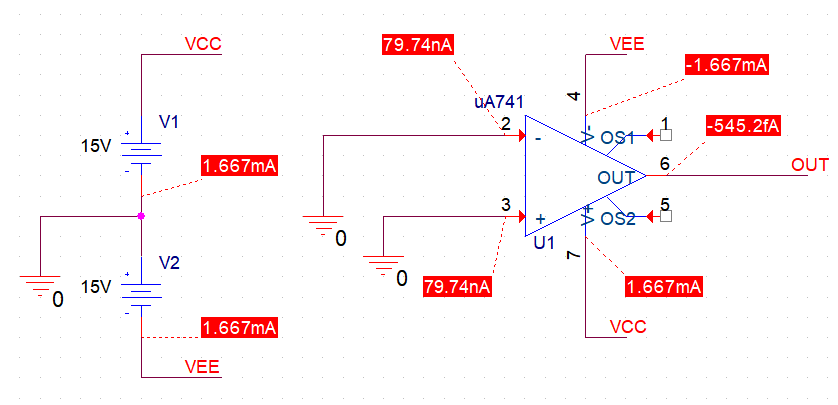 VCC
V1
15V
+
-
1.667mA
0
V2
15V
+
-
1.667mA
VEE
79.74nA
VEE
-1.667mA
4
uA741
2
-
V-
OS1
1
-545.2fA
6
OUT
OUT
3
+
V+
OS2
5
U1
0
0
7
79.74nA
1.667mA
VCC